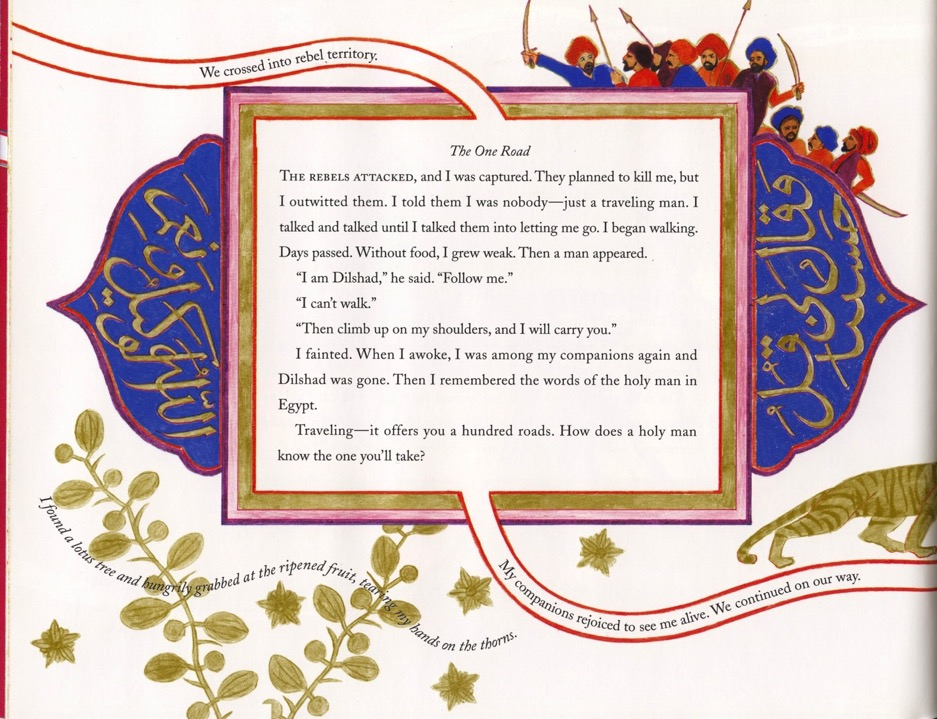 We crossed into rebel territory.
The One Road
THE REBELS ATTACKED, and I was captured. They planned to kill me, but
I outwitted them. I told them I was nobody—just a traveling man. I
talked and talked until I talked them into letting me go. I began walking.
Days passed. Without food, I grew weak. Then a man appeared.
“I am Dilshad,” he said. “Follow me.”
“I can’t walk.”
“Then climb up on my shoulders, and I will carry you.”
I fainted. When I awoke, I was among my companions again and
Dilshad was gone. Then I remembered the words of the holy man in
Egypt.
Traveling—it offers you a hundred roads. How does a holy man
know the one you’ll take?
فقال لي قل
حسبنا
الله ونعم الوكيل
I found a lotus tree and hungrily grabbed at the ripened fruit, tearing my hands on the thorns.
My companions rejoiced to see me alive. We continued on our way.